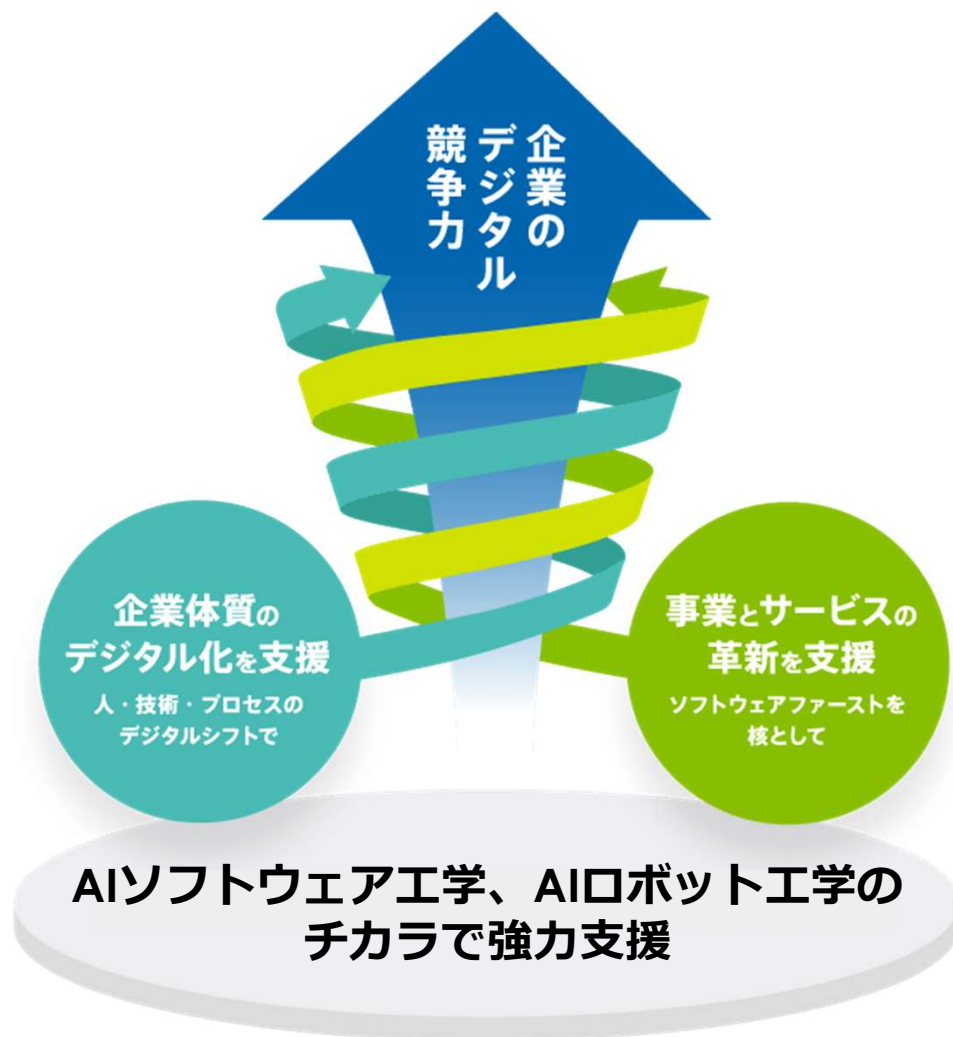 企業の
デジタル
競争力
企業体質の
デジタル化を支援
人・技術・プロセスの
デジタルシフトで
事業とサービスの
革新を支援
ソフトウェアファーストを
核として
AIソフトウェア工学、AIロボット工学の
チカラで強力支援